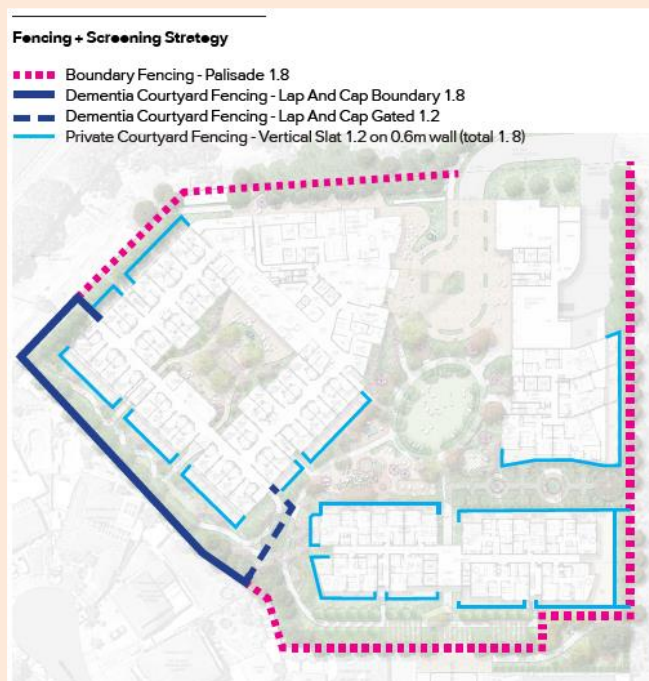 Fencing + Screening Strategy
Boundary Fencing - Palisade 1.8
Dementia Courtyard Fencing - Lap And Cap Boundary 1.8
Dementia Courtyard Fencing - Lap And Cap Gated 1.2
Private Courtyard Fencing - Vertical Slat 1.2 on 0.6m wall (total 1. 8)